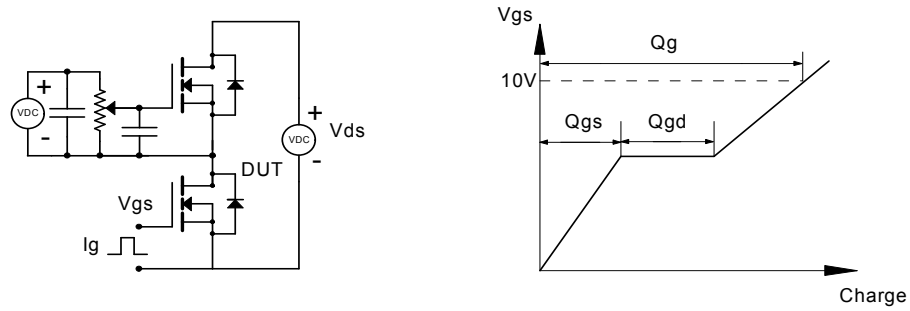 +
VDC
-
+
VDC
-
Vds
DUT
Vgs
Ig
Vgs
Qg
10V
Qgs
Qgd
Charge